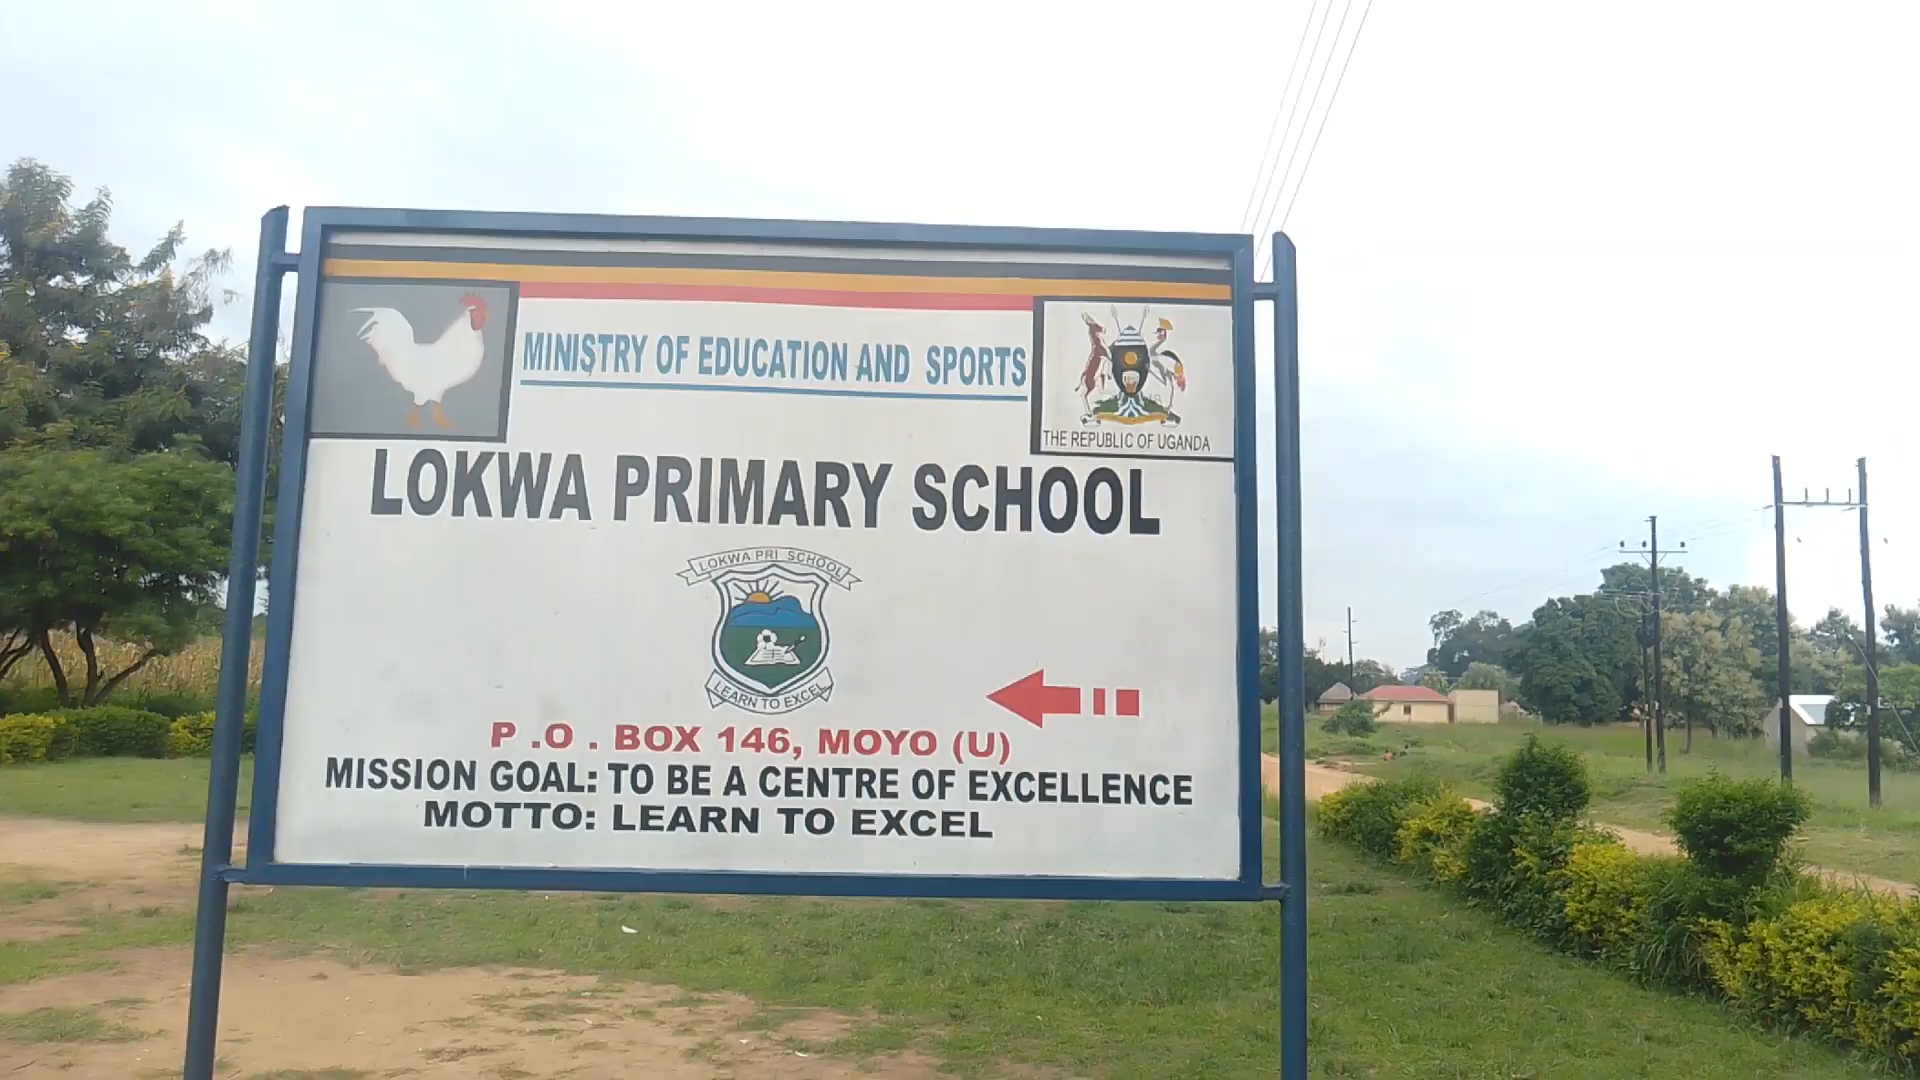 MINISTRY OF EDUCATION AND SPORTS
THE REPUBLIC OF UGANDA
LOKWA PRIMARY SCHOOL
LOKWA PRI SCHOOL
LEARN TO EXCEL
P .O . BOX 146, MOYO (U)
MISSION GOAL: TO BE A CENTRE OF EXCELLENCE
MOTTO: LEARN TO EXCEL